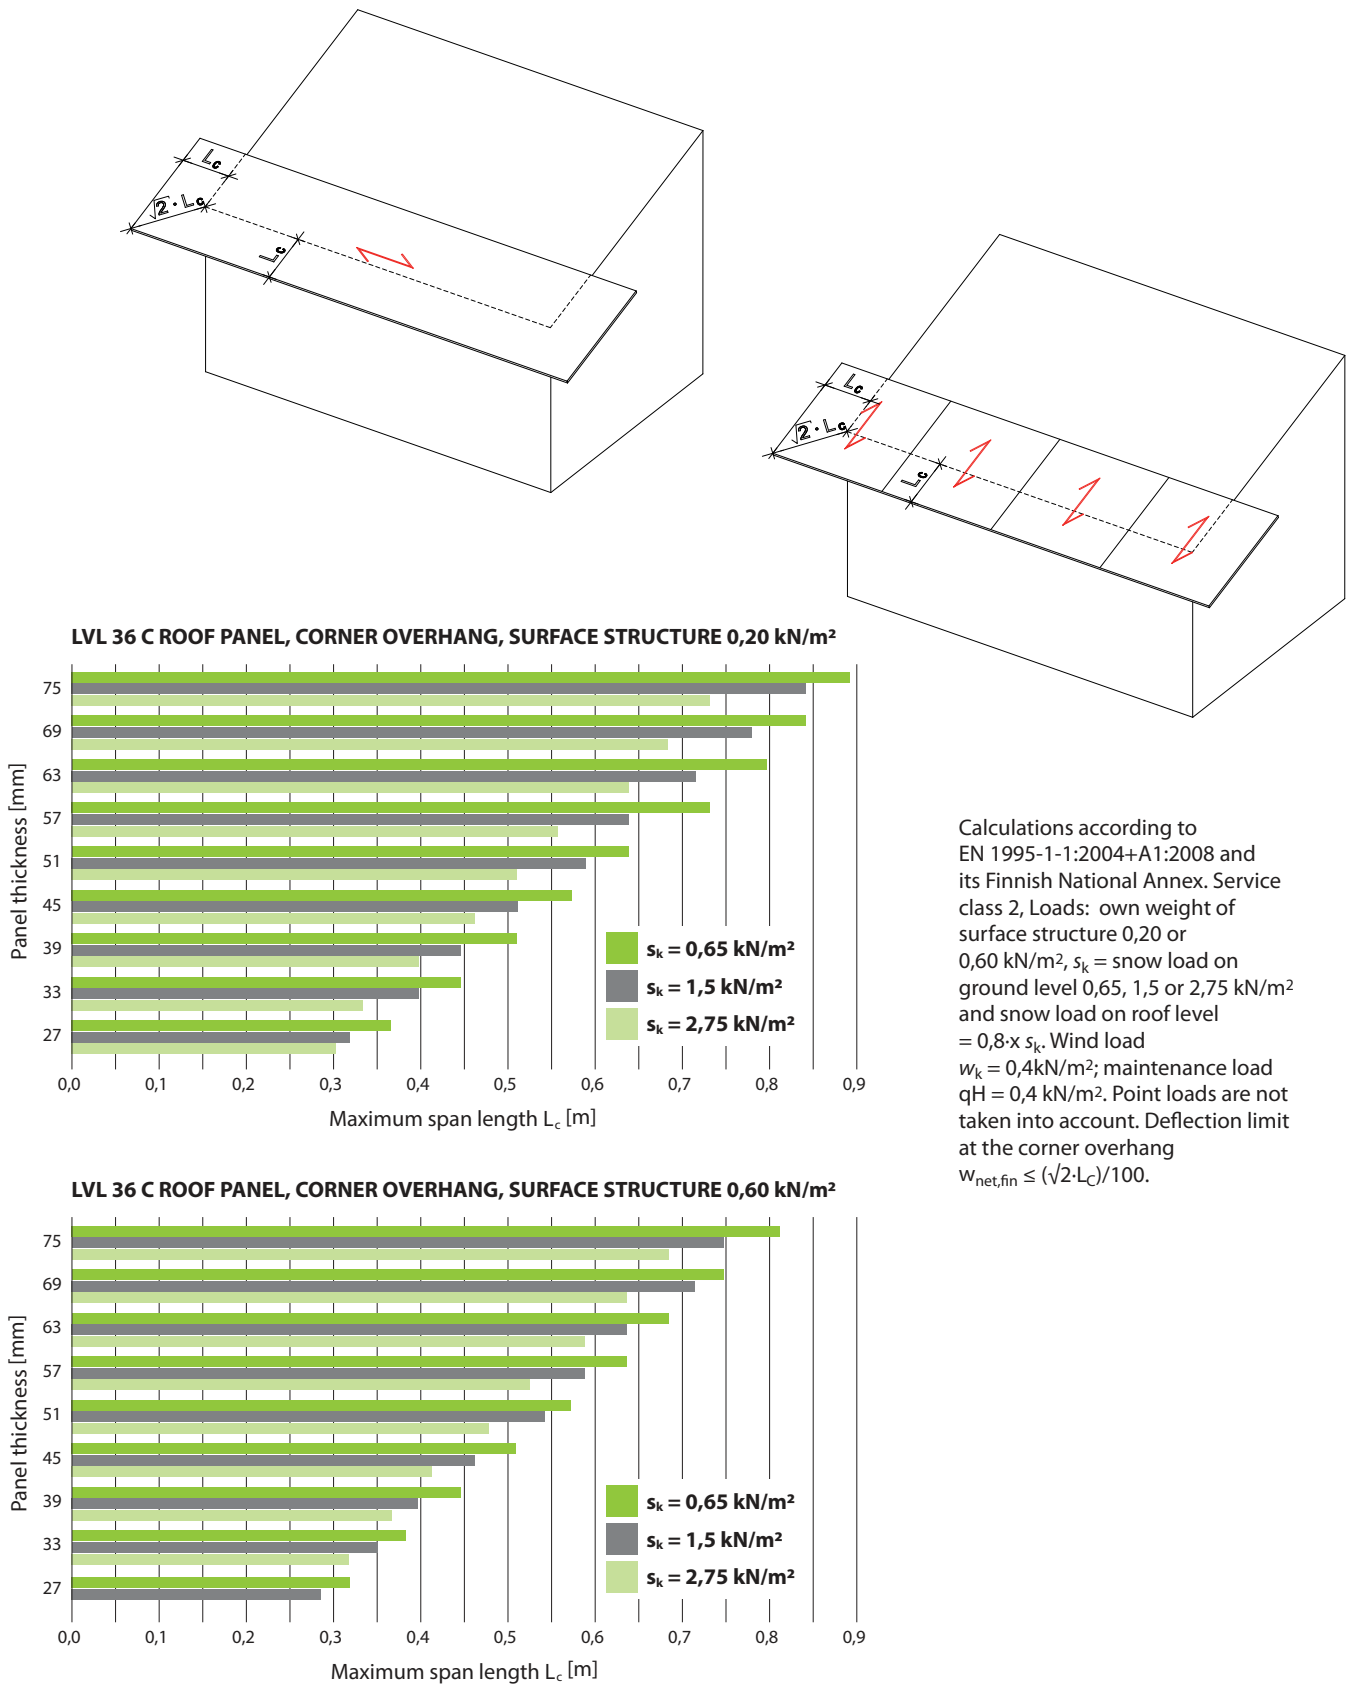 Lc
√2 · Lc
Lc
Lc
√2 · Lc
Lc
LVL 36 C ROOF PANEL, CORNER OVERHANG, SURFACE STRUCTURE 0,20 kN/m²
Panel thickness [mm]
75
69
63
57
51
45
39
33
27
sk = 0,65 kN/m²
sk = 1,5 kN/m²
sk = 2,75 kN/m²
0,0 0,1 0,2 0,3 0,4 0,5 0,6 0,7 0,8 0,9
Maximum span length Lc [m]
Calculations according to
EN 1995-1-1:2004+A1:2008 and
its Finnish National Annex. Service
class 2, Loads: own weight of
surface structure 0,20 or
0,60 kN/m², sk = snow load on
ground level 0,65, 1,5 or 2,75 kN/m²
and snow load on roof level
= 0,8·x sk. Wind load
wk = 0,4kN/m²; maintenance load
qH = 0,4 kN/m². Point loads are not
taken into account. Deflection limit
at the corner overhang
wnet,fin ≤ (√2·LC)/100.
LVL 36 C ROOF PANEL, CORNER OVERHANG, SURFACE STRUCTURE 0,60 kN/m²
Panel thickness [mm]
75
69
63
57
51
45
39
33
27
sk = 0,65 kN/m²
sk = 1,5 kN/m²
sk = 2,75 kN/m²
0,0 0,1 0,2 0,3 0,4 0,5 0,6 0,7 0,8 0,9
Maximum span length Lc [m]